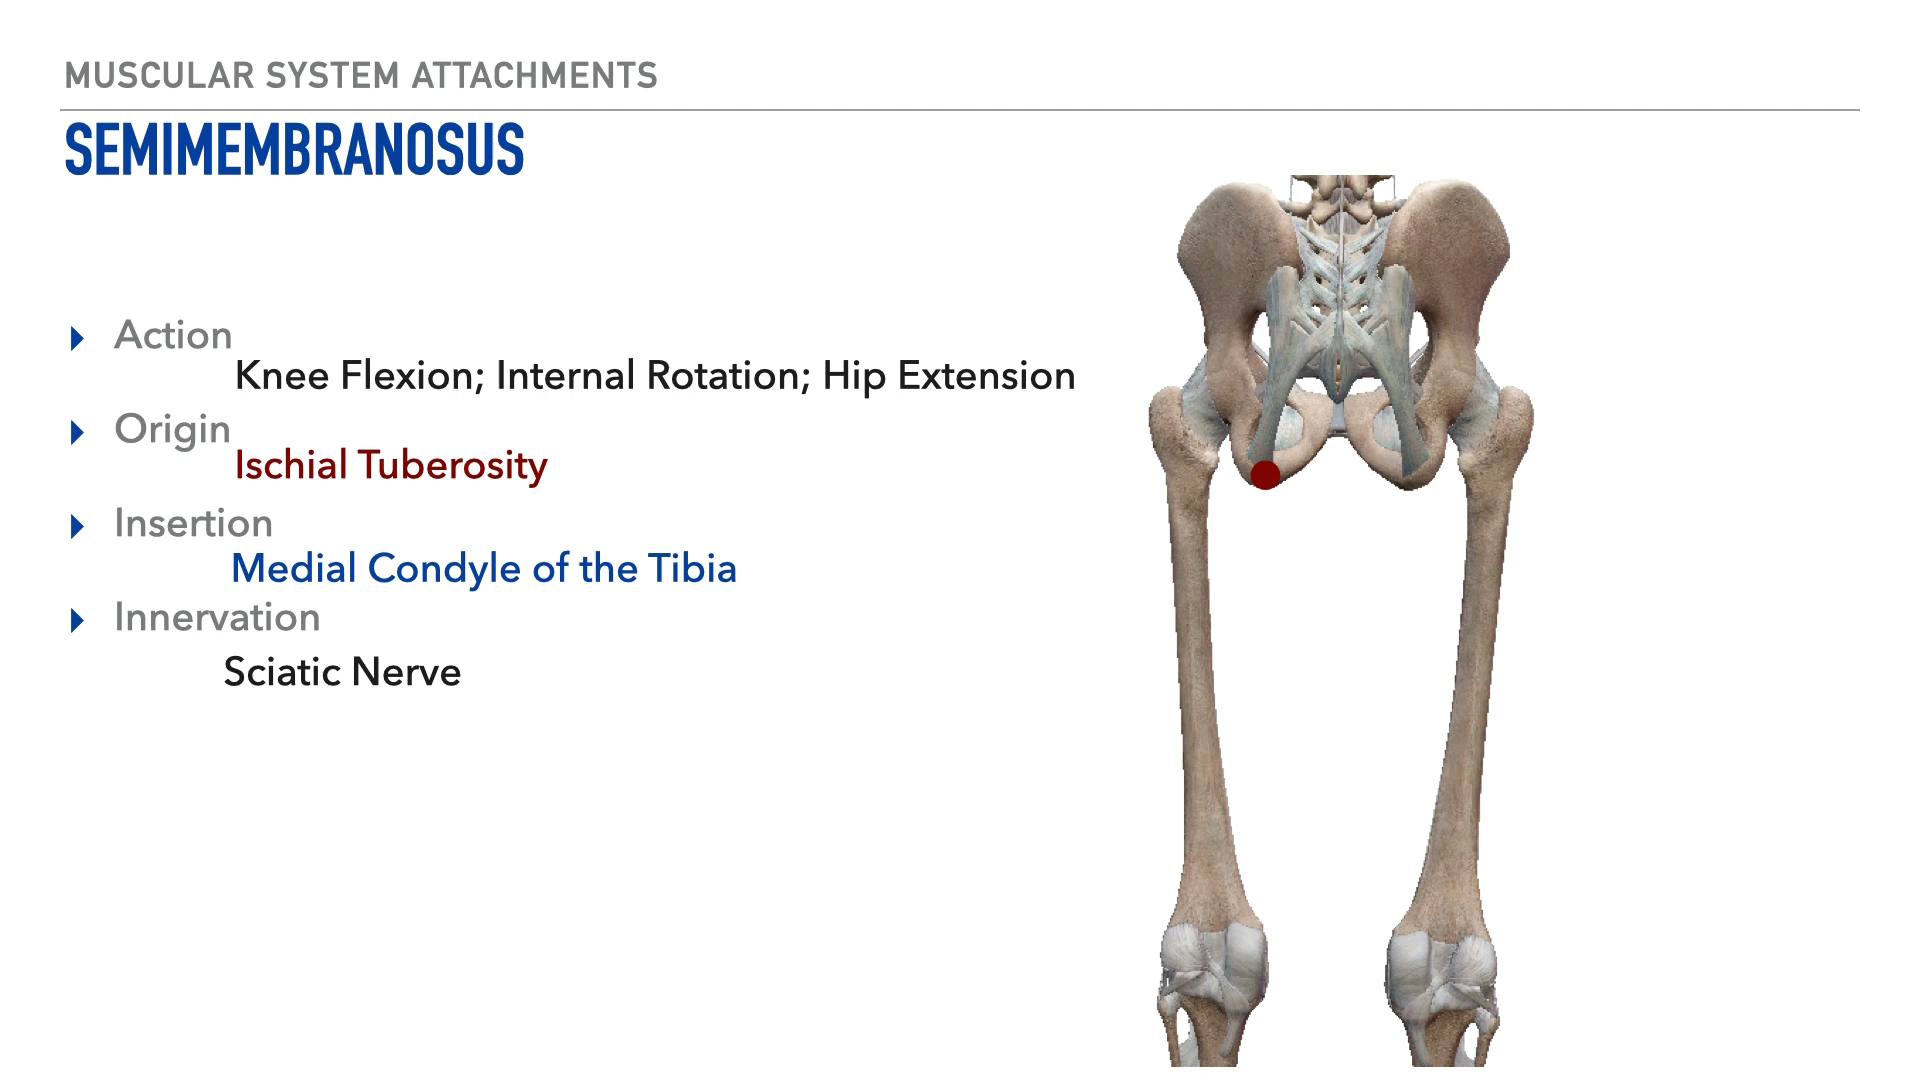 MUSCULAR SYSTEM ATTACHMENTS
SEMIMEMBRANOSUS
Action
Knee Flexion; Internal Rotation; Hip Extension
Origin
Ischial Tuberosity
Insertion
Medial Condyle of the Tibia
Innervation
Sciatic Nerve